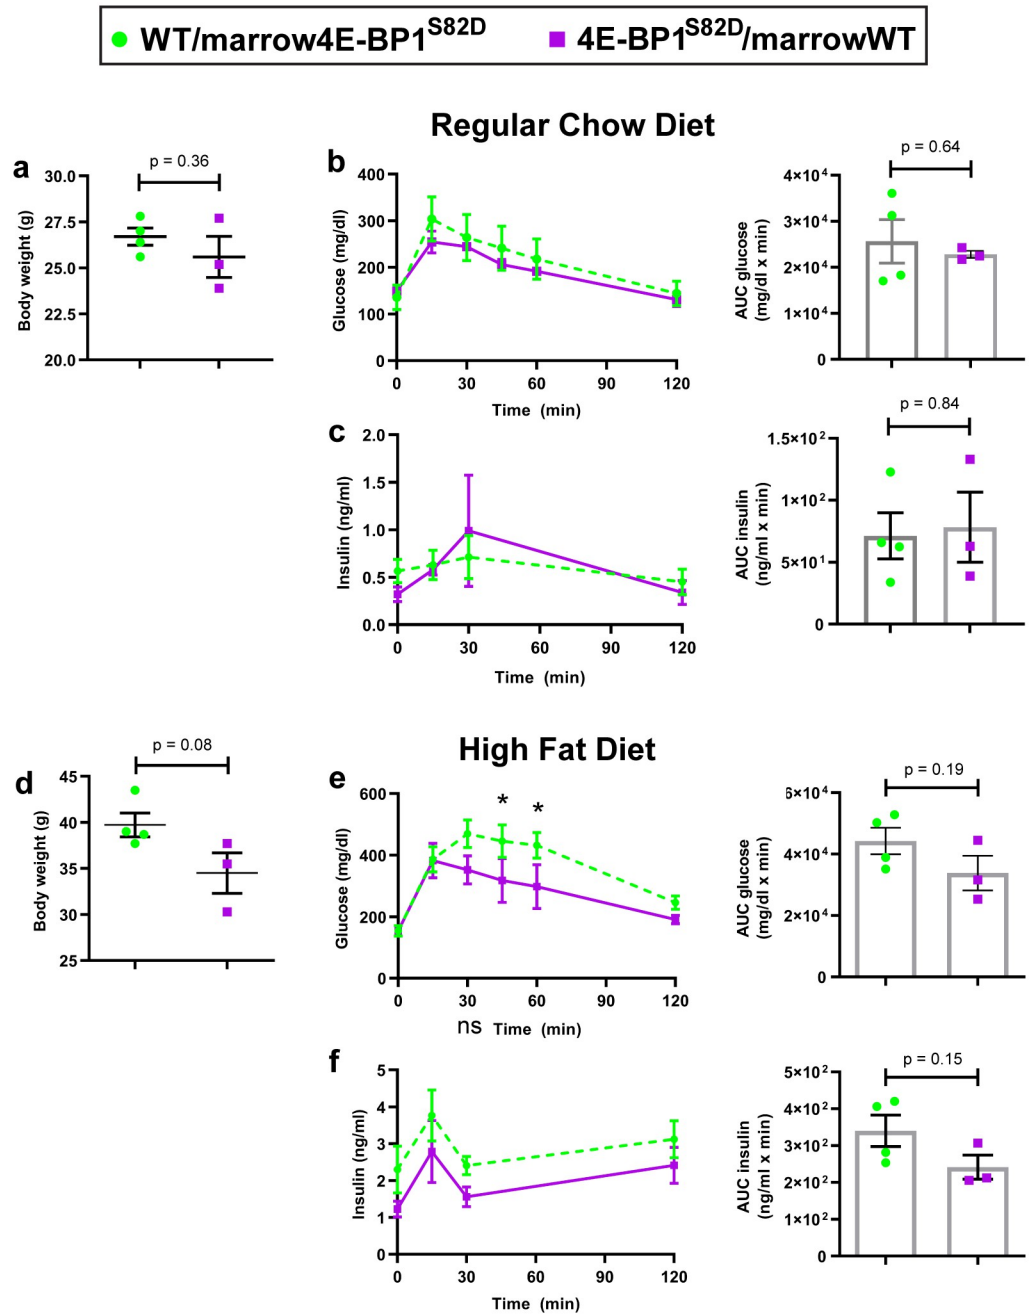 WT/marrow4E-BP1^S82D 4E-BP1^S82D/marrowWT
Regular Chow Diet
a
p = 0.36
30.0
27.5
25.0
22.5
20.0
Body weight (g)
b
400
300
200
100
0
Glucose (mg/dl)
0 30 60 90 120
Time (min)
p = 0.64
4×10⁴
3×10⁴
2×10⁴
1×10⁴
0
AUC glucose
(mg/dl x min)
c
2.0
1.5
1.0
0.5
0.0
Insulin (ng/ml)
0 30 60 90 120
Time (min)
p = 0.84
1.5×10²
1×10²
5×10¹
0
AUC insulin
(ng/ml x min)
High Fat Diet
d
p = 0.08
45
40
35
30
25
Body weight (g)
e
* *
600
400
200
0
Glucose (mg/dl)
0 30 60 90 120
ns Time (min)
p = 0.19
6×10⁴
4×10⁴
2×10⁴
0
AUC glucose
(mg/dl x min)
f
5
4
3
2
1
0
Insulin (ng/ml)
0 30 60 90 120
Time (min)
p = 0.15
5×10²
4×10²
3×10²
2×10²
1×10²
0
AUC insulin
(ng/ml x min)